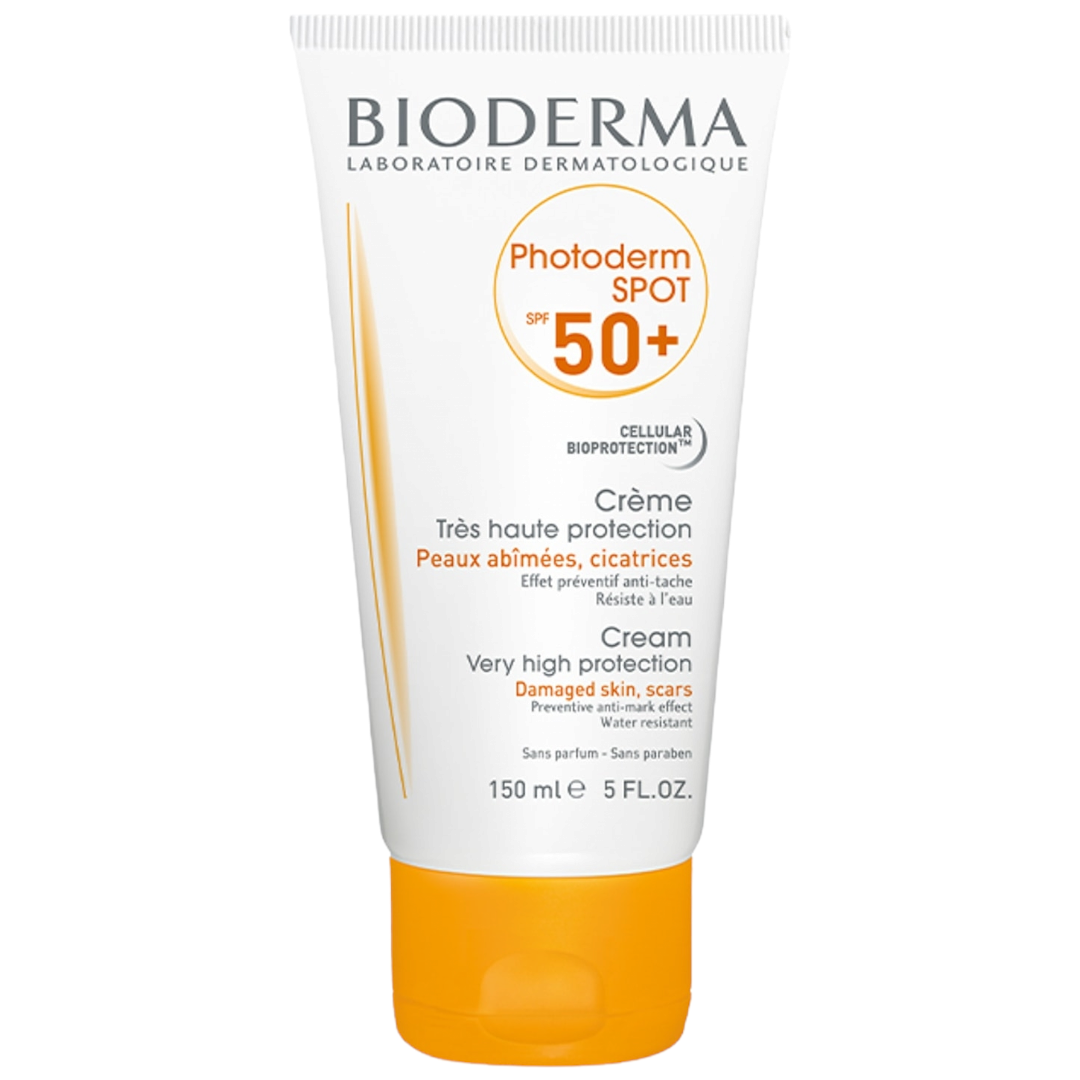 BIODERMA
LABORATOIRE DERMATOLOGIQUE
Photoderm
SPOT
SPF 50+
CELLULAR
BIOPROTECTION™
Crème
Très haute protection
Peaux abîmées, cicatrices
Effet préventif anti-tache
Résiste à l'eau
Cream
Very high protection
Damaged skin, scars
Preventive anti-mark effect
Water resistant
Sans parfum - Sans paraben
150 ml ℮ 5 FL.OZ.